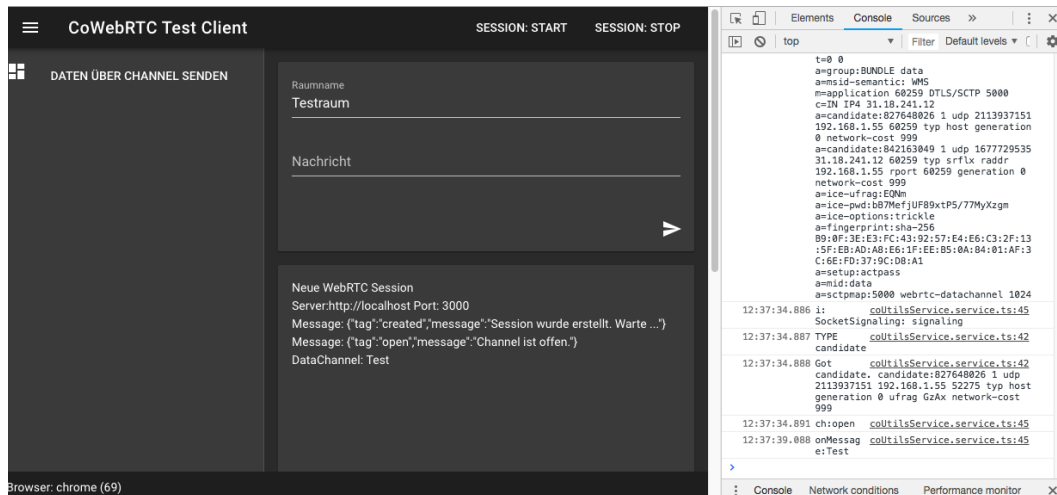 CoWebRTC Test Client
SESSION: START
SESSION: STOP
DATEN ÜBER CHANNEL SENDEN
Raumname
Testraum
Nachricht
Neue WebRTC Session
Server:http://localhost Port: 3000
Message: {"tag":"created","message":"Session wurde erstellt. Warte ..."}
Message: {"tag":"open","message":"Channel ist offen."}
DataChannel: Test
Browser: chrome (69)
Elements Console Sources »
top Filter Default levels ▼
t=0 0
a=group:BUNDLE data
a=msid-semantic: WMS
m=application 60259 DTLS/SCTP 5000
c=IN IP4 31.18.241.12
a=candidate:827648026 1 udp 2113937151
192.168.1.55 60259 typ host generation
0 network-cost 999
a=candidate:842163049 1 udp 1677729535
31.18.241.12 60259 typ srflx raddr
192.168.1.55 rport 60259 generation 0
network-cost 999
a=ice-ufrag:EQNm
a=ice-pwd:bB7MefjUF89xtP5/77MyXzgm
a=ice-options:trickle
a=fingerprint:sha-256
B9:0F:3E:E3:FC:43:92:57:E4:E6:C3:2F:13
:5F:EB:AD:A8:E6:1F:EE:B5:0A:84:01:AF:3
C:6E:FD:37:9C:D8:A1
a=setup:actpass
a=mid:data
a=sctpmap:5000 webrtc-datachannel 1024
12:37:34.886 i: coUtilsService.service.ts:45
SocketSignaling: signaling
12:37:34.887 TYPE coUtilsService.service.ts:42
candidate
12:37:34.888 Got coUtilsService.service.ts:42
candidate. candidate:827648026 1 udp
2113937151 192.168.1.55 52275 typ host
generation 0 ufrag GzAx network-cost
999
12:37:34.891 ch:open coUtilsService.service.ts:45
12:37:39.088 onMessag coUtilsService.service.ts:45
e:Test
Console Network conditions Performance monitor